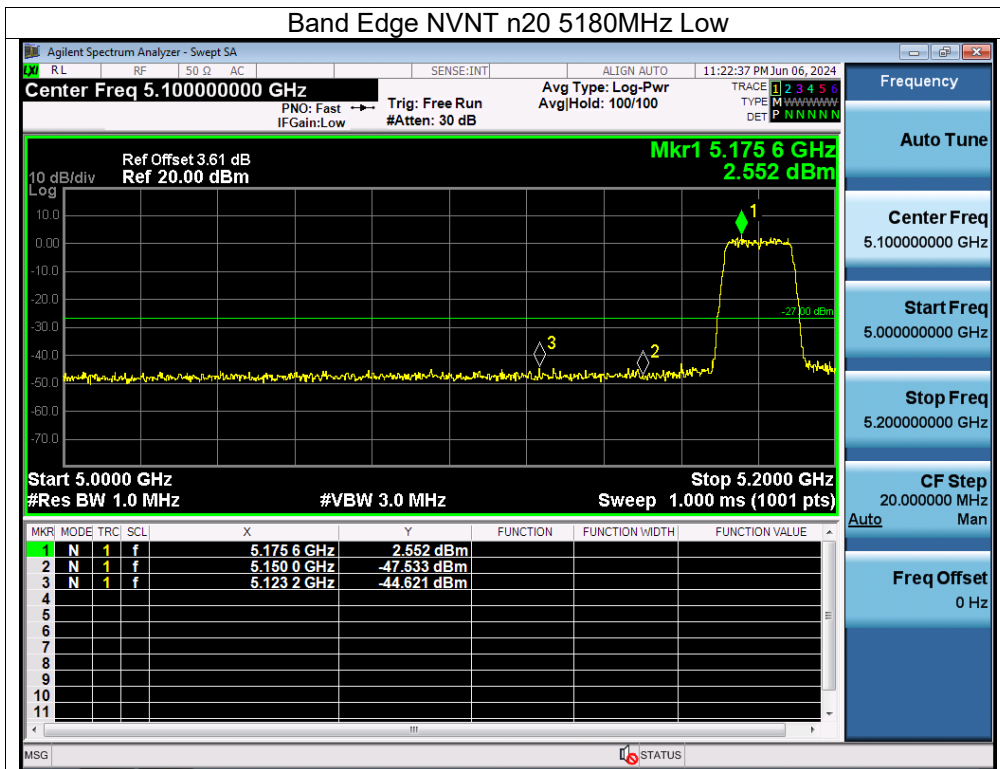 Band Edge NVNT n20 5180MHz Low
Agilent Spectrum Analyzer - Swept SA
LXI RL RF 50 Ω AC SENSE:INT ALIGN AUTO 11:22:37 PM Jun 06, 2024
Center Freq 5.100000000 GHz
PNO: Fast
IFGain:Low
Trig: Free Run
#Atten: 30 dB
Avg Type: Log-Pwr
Avg|Hold: 100/100
TRACE 1 2 3 4 5 6
TYPE M WWWWW
DET P N N N N N
Frequency
Auto Tune
Center Freq
5.100000000 GHz
Start Freq
5.000000000 GHz
Stop Freq
5.200000000 GHz
CF Step
20.000000 MHz
Auto Man
Freq Offset
0 Hz
Mkr1 5.175 6 GHz
2.552 dBm
Ref Offset 3.61 dB
10 dB/div Ref 20.00 dBm
Log
10.0
0.00
-10.0
-20.0
-30.0
-40.0
-50.0
-60.0
-70.0
1
-27.00 dBm
3
2
Start 5.0000 GHz Stop 5.2000 GHz
#Res BW 1.0 MHz #VBW 3.0 MHz Sweep 1.000 ms (1001 pts)
MKR MODE TRC SCL X Y FUNCTION FUNCTION WIDTH FUNCTION VALUE
1 N 1 f 5.175 6 GHz 2.552 dBm
2 N 1 f 5.150 0 GHz -47.533 dBm
3 N 1 f 5.123 2 GHz -44.621 dBm
4
5
6
7
8
9
10
11
MSG STATUS